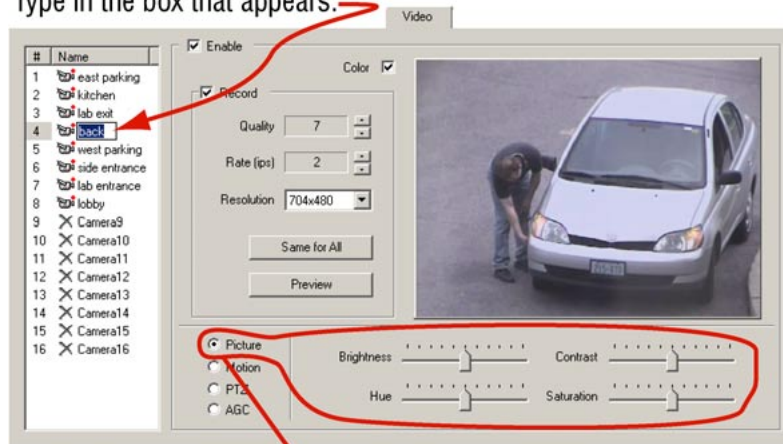 Type in the box that appears.
Video
# Name
1 east parking
2 kitchen
3 lab exit
4 back
5 west parking
6 side entrance
7 lab entrance
8 lobby
9 Camera9
10 Camera10
11 Camera11
12 Camera12
13 Camera13
14 Camera14
15 Camera15
16 Camera16
Enable
Color
Record
Quality 7
Rate (ips) 2
Resolution 704x480
Same for All
Preview
Picture
Motion
PTZ
AGC
Brightness
Contrast
Hue
Saturation